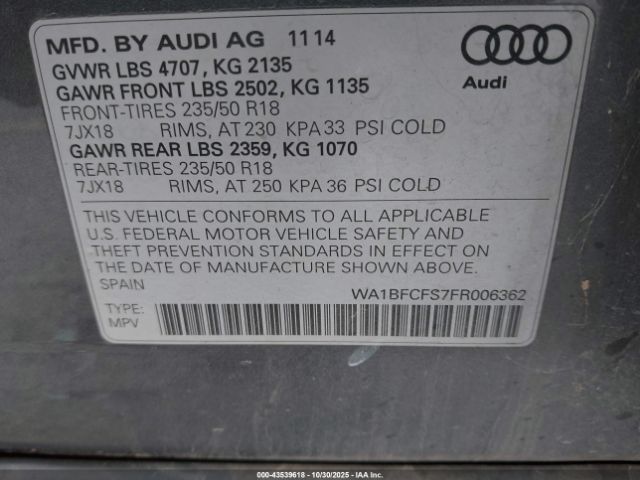 MFD. BY AUDI AG 11 14
GVWR LBS 4707, KG 2135
GAWR FRONT LBS 2502, KG 1135
FRONT-TIRES 235/50 R18
7JX18 RIMS, AT 230 KPA 33 PSI COLD
GAWR REAR LBS 2359, KG 1070
REAR-TIRES 235/50 R18
7JX18 RIMS, AT 250 KPA 36 PSI COLD
Audi
THIS VEHICLE CONFORMS TO ALL APPLICABLE
U.S. FEDERAL MOTOR VEHICLE SAFETY AND
THEFT PREVENTION STANDARDS IN EFFECT ON
THE DATE OF MANUFACTURE SHOWN ABOVE.
SPAIN
WA1BFCFS7FR006362
TYPE:
MPV
000-43539618 - 10/30/2025 - IAA, Inc.